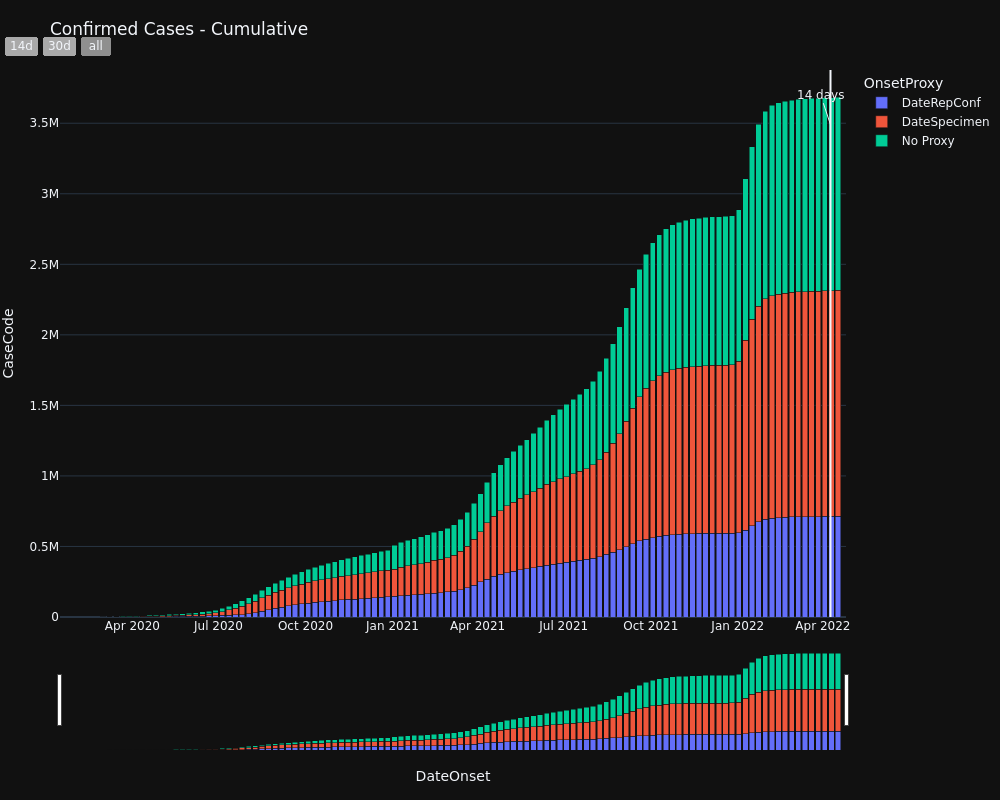 Confirmed Cases - Cumulative
14d 30d all
14 days
OnsetProxy
DateRepConf
DateSpecimen
No Proxy
CaseCode
3.5M
3M
2.5M
2M
1.5M
1M
0.5M
0
Apr 2020 Jul 2020 Oct 2020 Jan 2021 Apr 2021 Jul 2021 Oct 2021 Jan 2022 Apr 2022
DateOnset